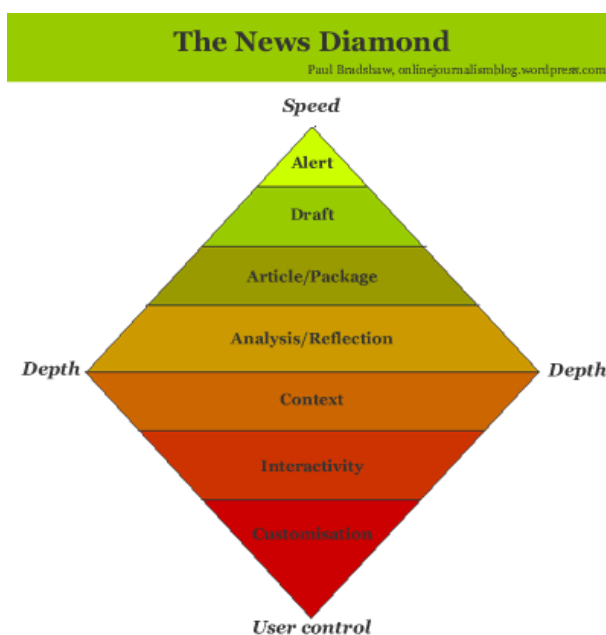 The News Diamond
Paul Bradshaw, onlinejournalismblog.wordpress.com
Speed
Alert
Draft
Article/Package
Analysis/Reflection
Depth
Depth
Context
Interactivity
Customisation
User control